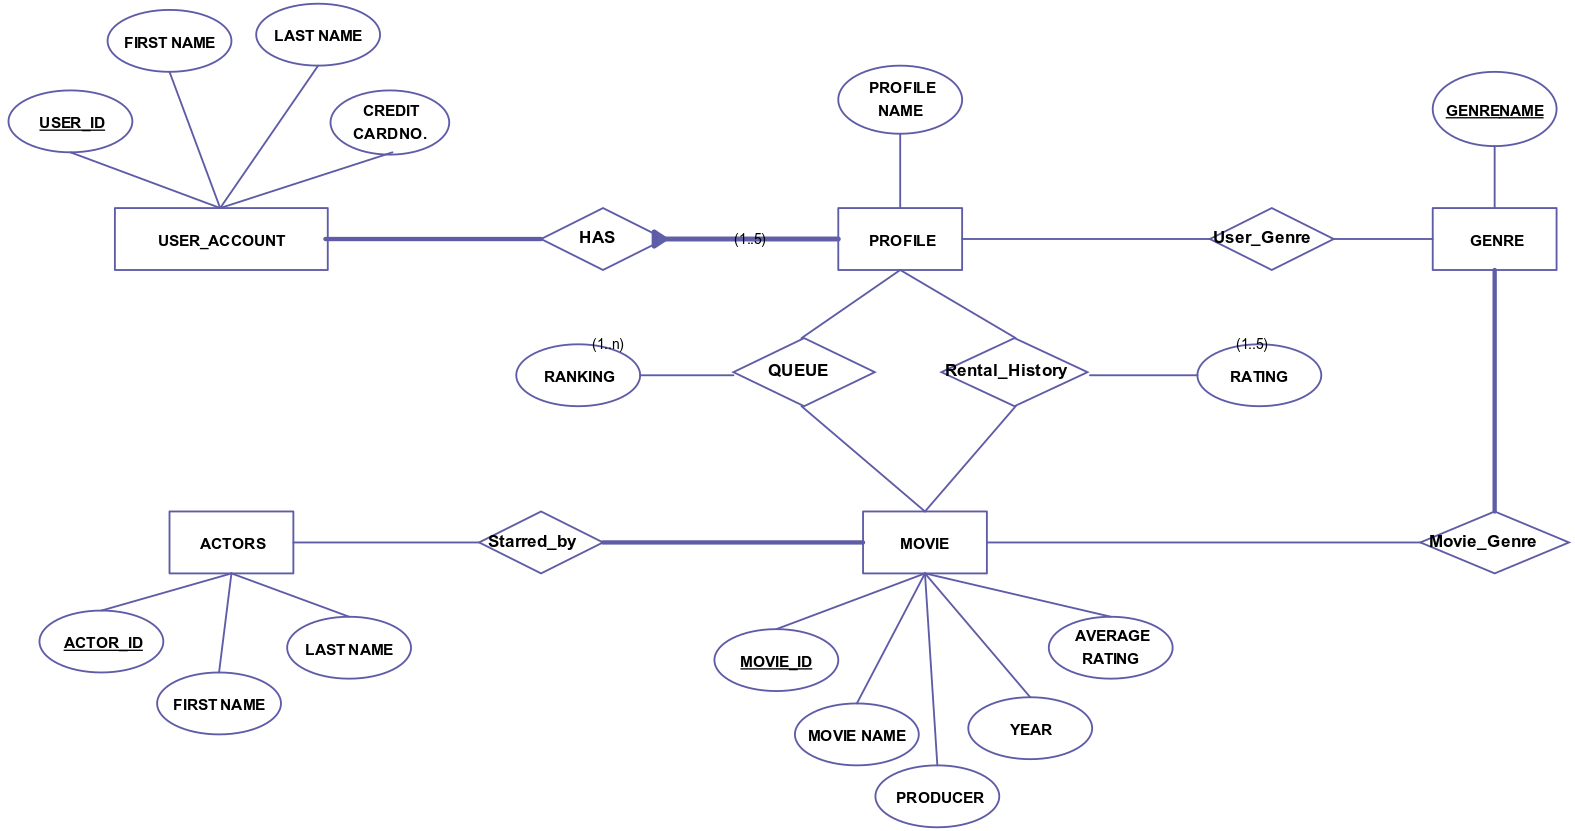 FIRST NAME
LAST NAME
USER_ID
CREDIT
CARDNO.
PROFILE
NAME
GENRENAME
USER_ACCOUNT
HAS
(1..5)
PROFILE
User_Genre
GENRE
(1..n)
RANKING
QUEUE
Rental_History
(1..5)
RATING
ACTORS
Starred_by
MOVIE
Movie_Genre
ACTOR_ID
FIRST NAME
LAST NAME
MOVIE_ID
MOVIE NAME
PRODUCER
YEAR
AVERAGE
RATING